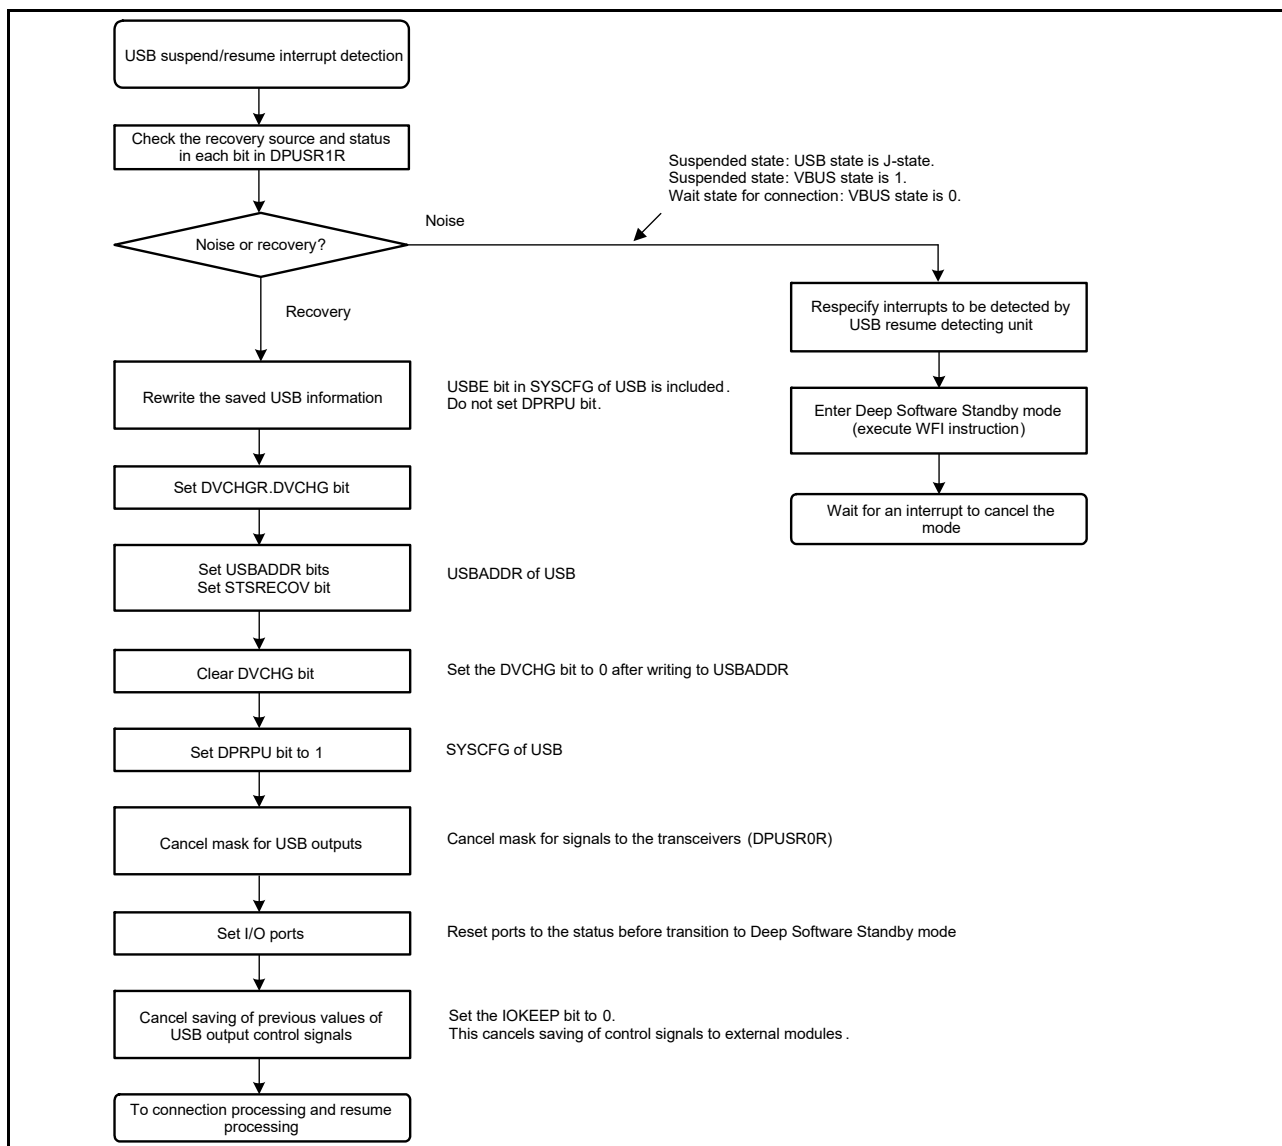 USB suspend/resume interrupt detection
Check the recovery source and status
in each bit in DPUSR1R
Suspended state: USB state is J-state.
Suspended state: VBUS state is 1.
Wait state for connection: VBUS state is 0.
Noise
Noise or recovery?
Recovery
Respecify interrupts to be detected by
USB resume detecting unit
Rewrite the saved USB information
USBE bit in SYSCFG of USB is included.
Do not set DPRPU bit.
Enter Deep Software Standby mode
(execute WFI instruction)
Set DVCHGR.DVCHG bit
Wait for an interrupt to cancel the
mode
Set USBADDR bits
Set STSRECOV bit
USBADDR of USB
Clear DVCHG bit
Set the DVCHG bit to 0 after writing to USBADDR
Set DPRPU bit to 1
SYSCFG of USB
Cancel mask for USB outputs
Cancel mask for signals to the transceivers (DPUSR0R)
Set I/O ports
Reset ports to the status before transition to Deep Software Standby mode
Cancel saving of previous values of
USB output control signals
Set the IOKEEP bit to 0.
This cancels saving of control signals to external modules.
To connection processing and resume
processing